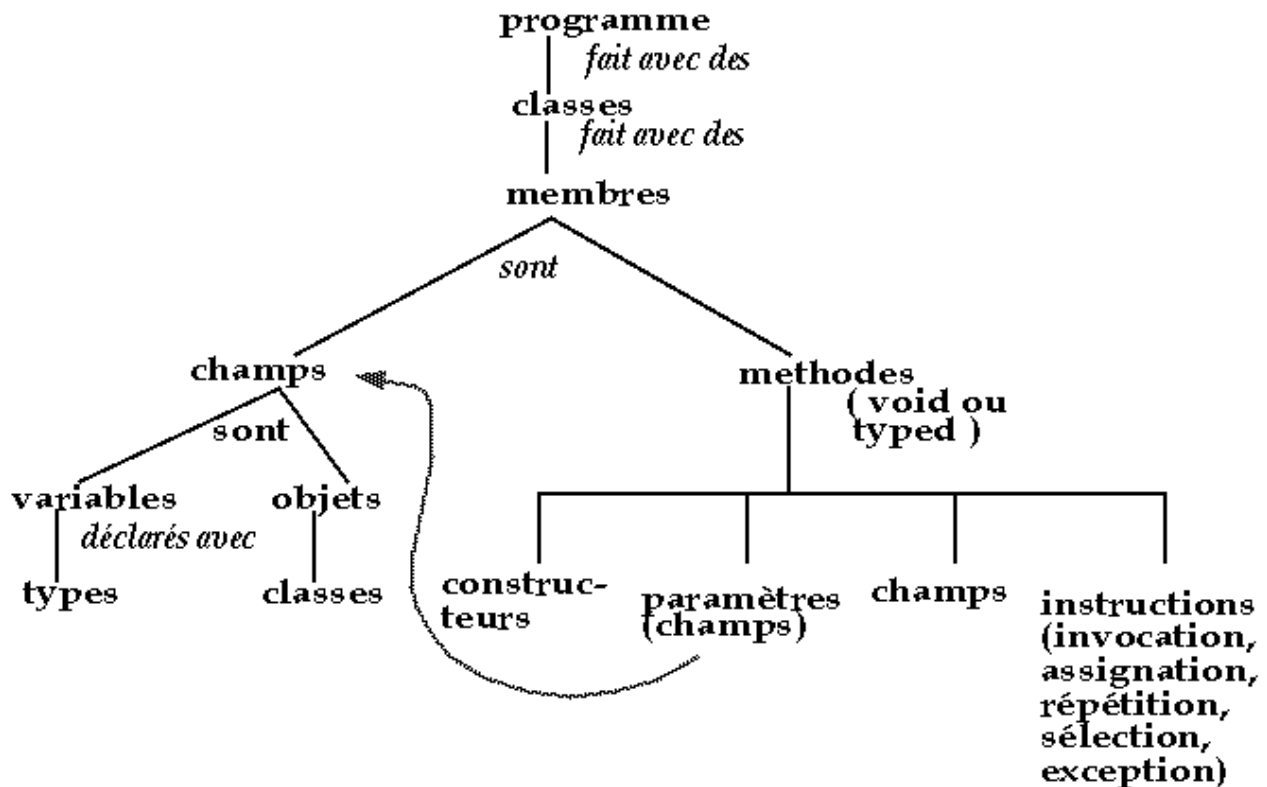 programme
fait avec des
classes
fait avec des
membres
sont
champs
methodes
( void ou
typed )
sont
variables
objets
déclarés avec
types
classes
construc-
teurs
paramètres
(champs)
champs
instructions
(invocation,
assignation,
répétition,
sélection,
exception)